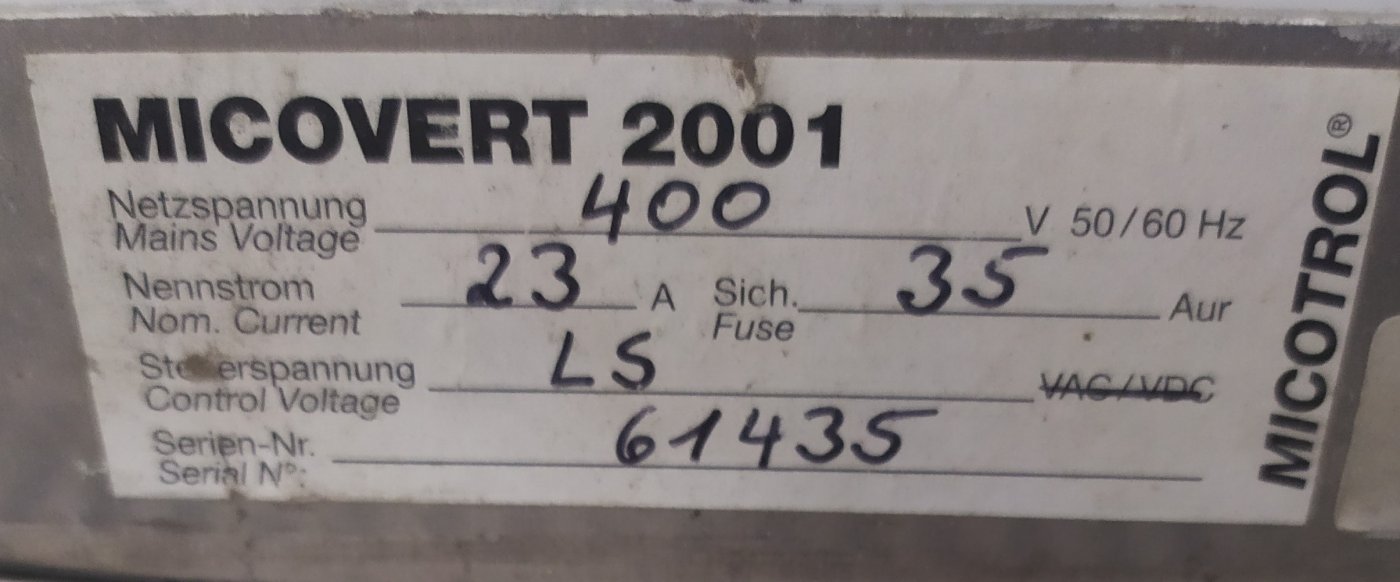 MICOVERT 2001
Netzspannung
Mains Voltage 400 V 50/60 Hz
Nennstrom 23 A Sich. 35 Aur
Nom. Current Fuse
Steuerspannung LS VAC/VDC
Control Voltage
Serien-Nr. 61435
Serial N°:
MICOTROL®